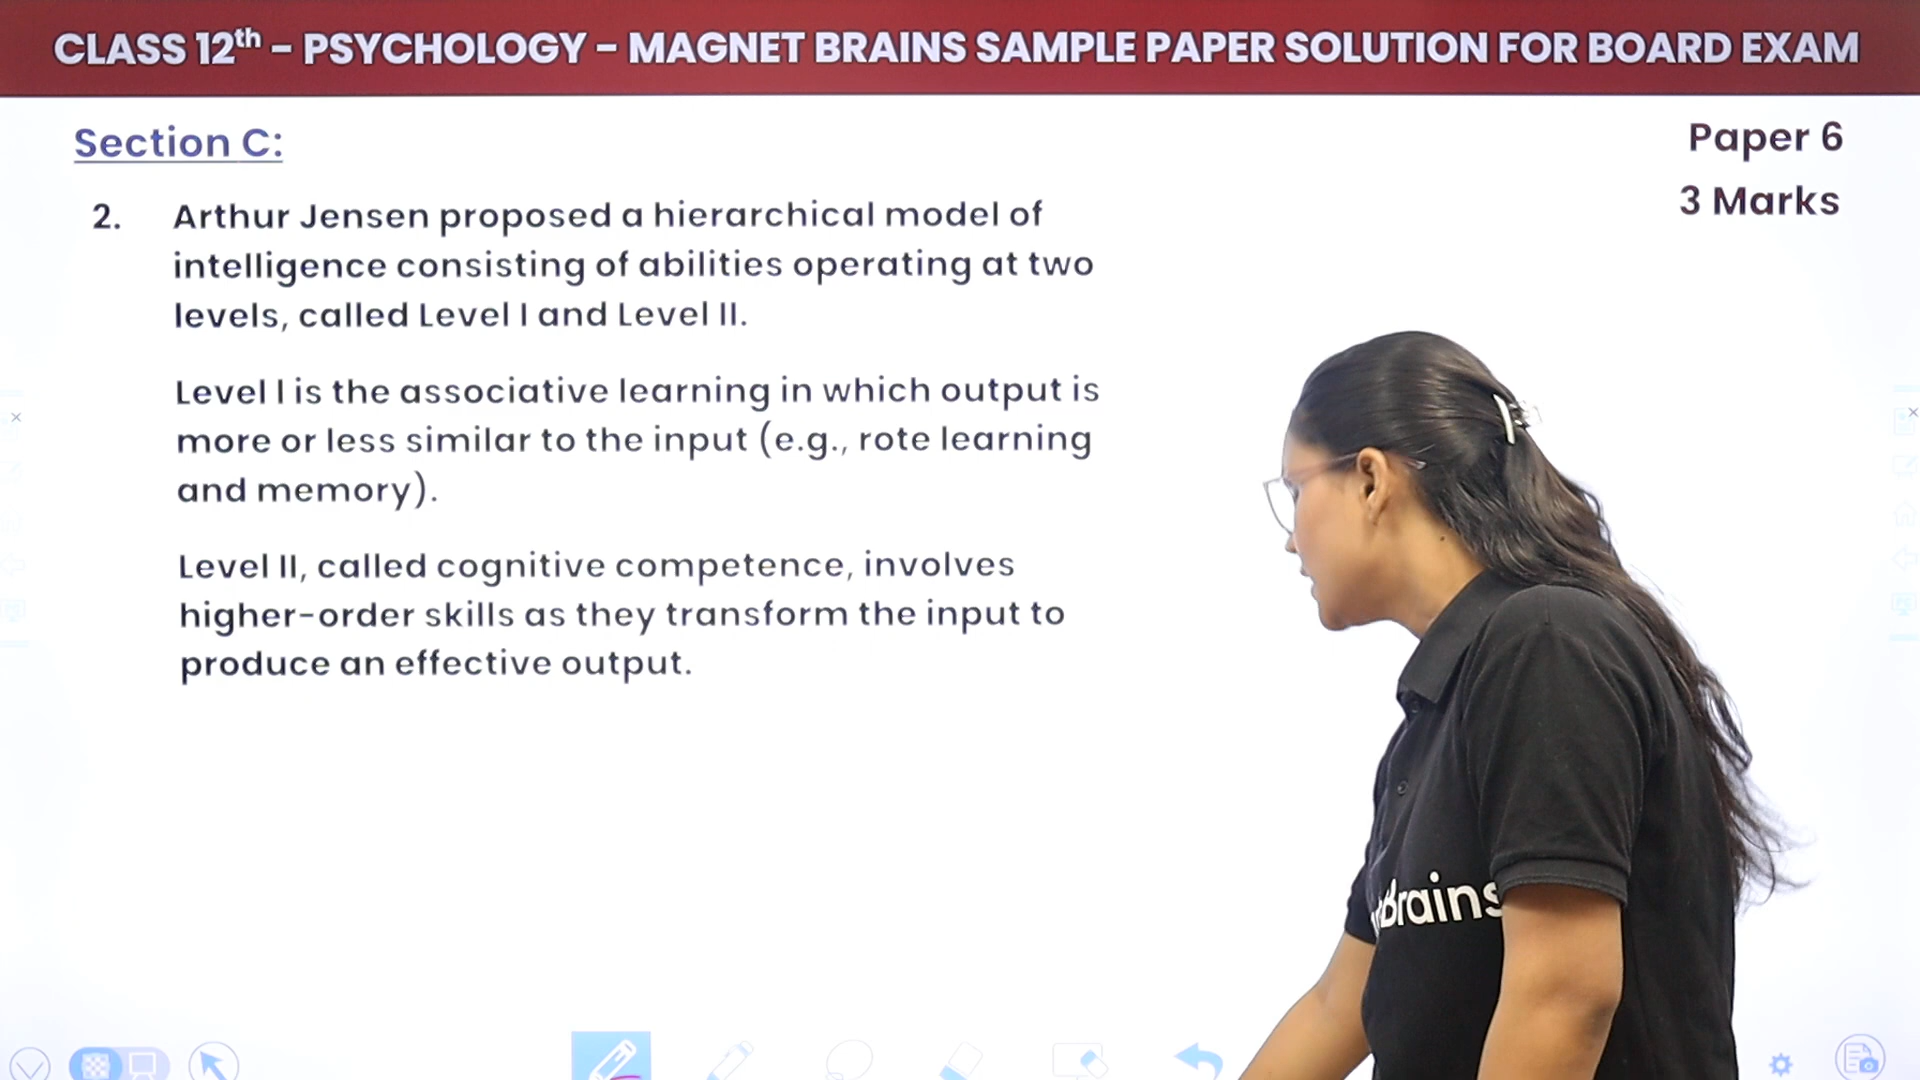 CLASS 12th – PSYCHOLOGY – MAGNET BRAINS SAMPLE PAPER SOLUTION FOR BOARD EXAM
Section C:
Paper 6
3 Marks
2. Arthur Jensen proposed a hierarchical model of
intelligence consisting of abilities operating at two
levels, called Level I and Level II.
Level I is the associative learning in which output is
more or less similar to the input (e.g., rote learning
and memory).
Level II, called cognitive competence, involves
higher-order skills as they transform the input to
produce an effective output.
Brains